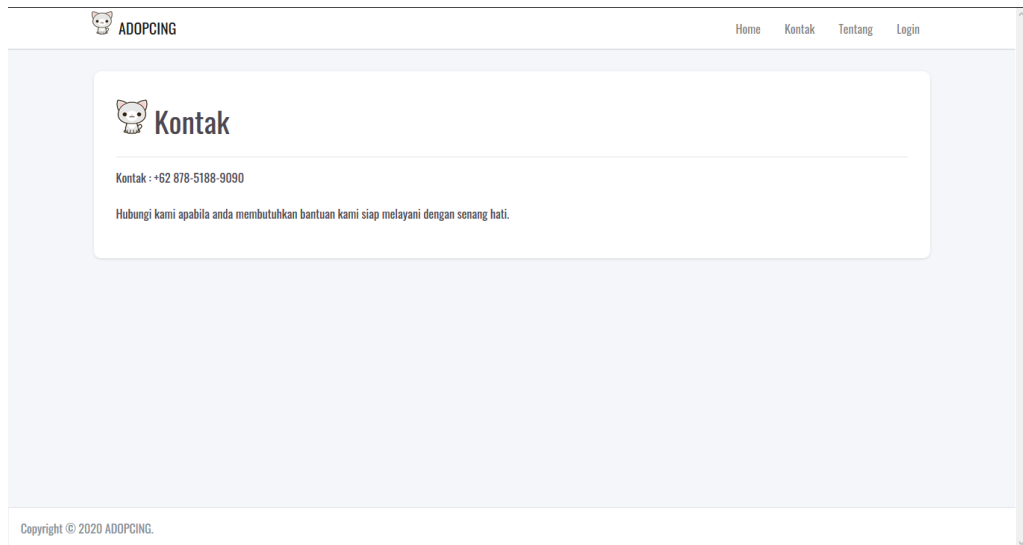 ADOPCING
Home Kontak Tentang Login
Kontak
Kontak : +62 878-5188-9090
Hubungi kami apabila anda membutuhkan bantuan kami siap melayani dengan senang hati.
Copyright © 2020 ADOPCING.